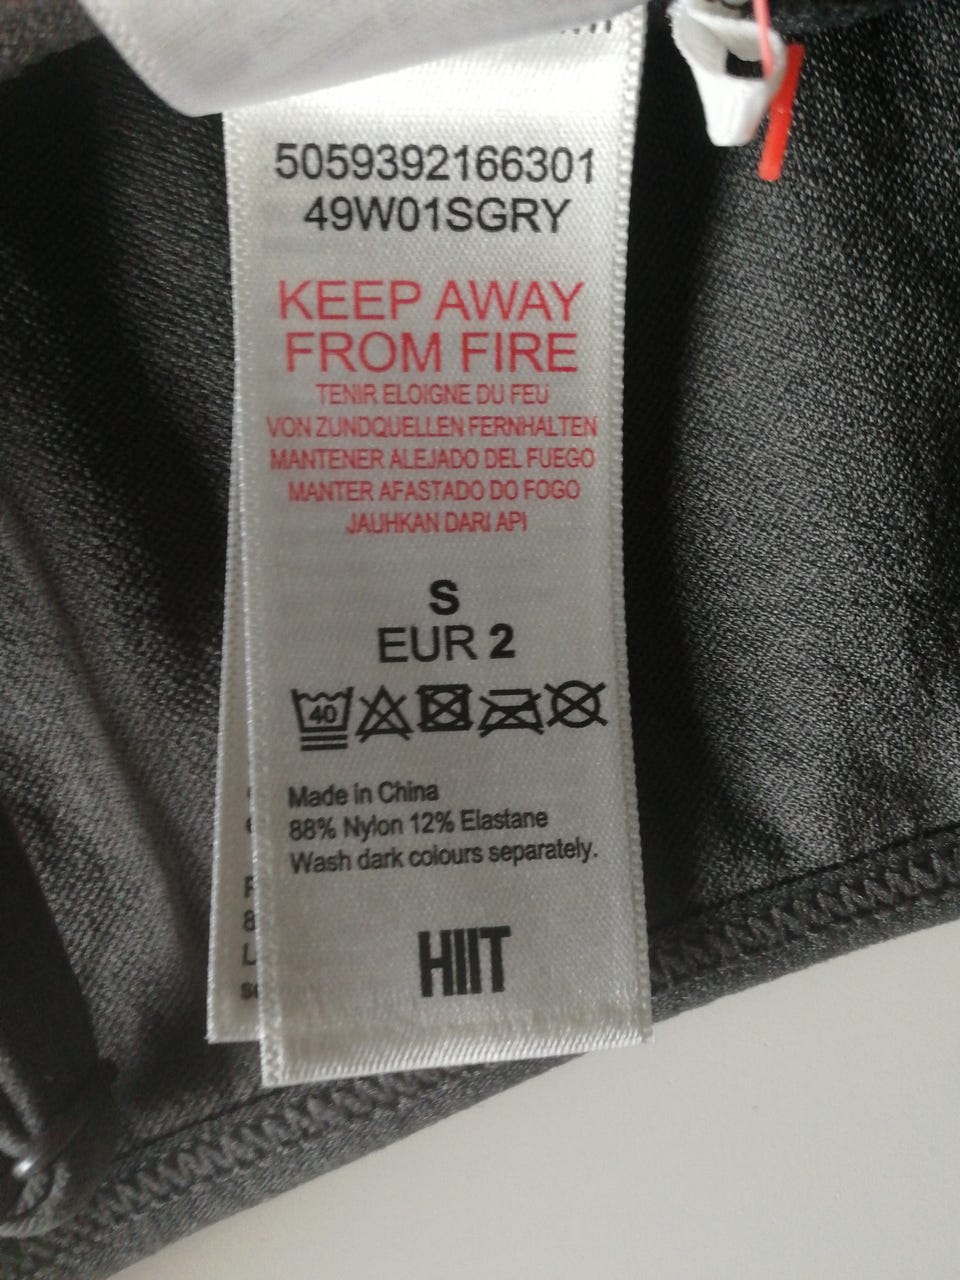 5059392166301
49W01SGRY
KEEP AWAY
FROM FIRE
TENIR ELOIGNE DU FEU
VON ZUNDQUELLEN FERNHALTEN
MANTENER ALEJADO DEL FUEGO
MANTER AFASTADO DO FOGO
JAUHKAN DARI API
S
EUR 2
40
Made in China
88% Nylon 12% Elastane
Wash dark colours separately.
HIIT